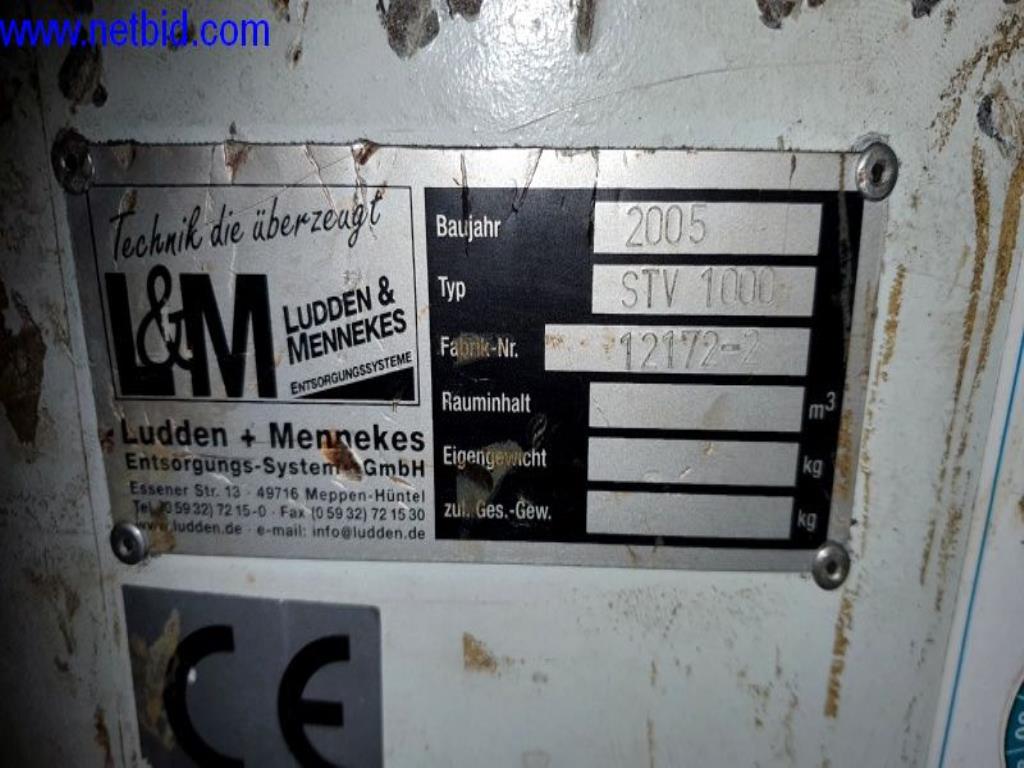 www.netbid.com
Technik die überzeugt
L&M
LUDDEN &
MENNEKES
ENTSORGUNGSSYSTEME
Ludden + Mennekes
Entsorgungs-Systeme GmbH
Essener Str. 13 · 49716 Meppen-Hüntel
Tel. (0 59 32) 72 15-0 · Fax (0 59 32) 72 15 30
www.ludden.de · e-mail: info@ludden.de
Baujahr 2005
Typ STV 1000
Fabrik-Nr. 12172-2
Rauminhalt m³
Eigengewicht kg
zul. Ges.-Gew. kg
CE